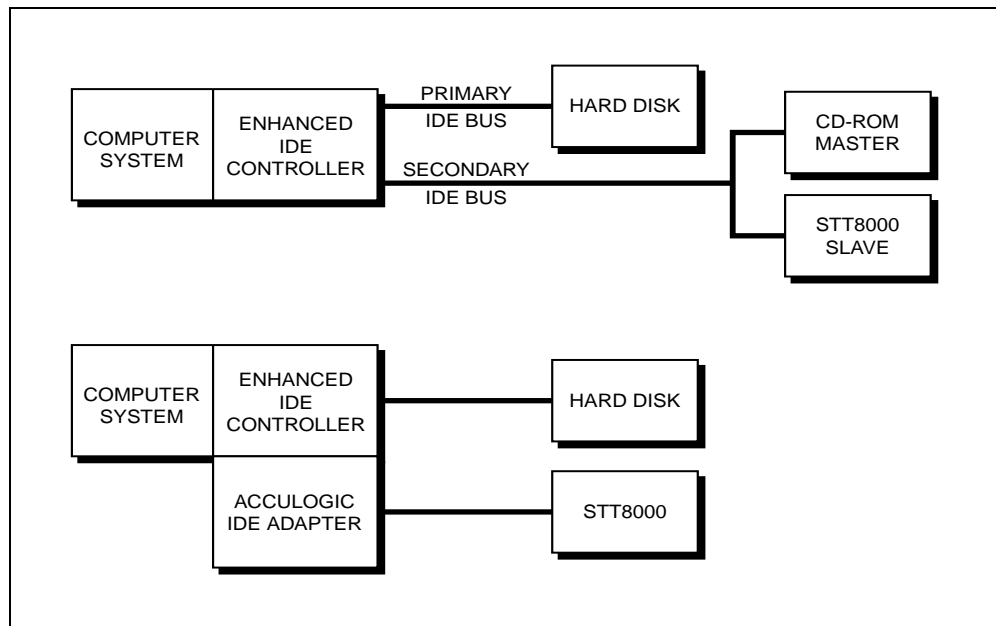 COMPUTER
SYSTEM
ENHANCED
IDE
CONTROLLER
PRIMARY
IDE BUS
SECONDARY
IDE BUS
HARD DISK
CD-ROM
MASTER
STT8000
SLAVE
COMPUTER
SYSTEM
ENHANCED
IDE
CONTROLLER
HARD DISK
ACCULOGIC
IDE ADAPTER
STT8000